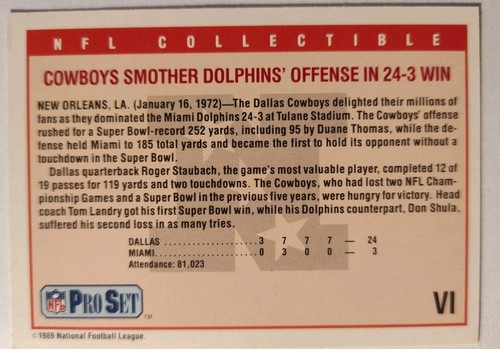 NFL COLLECTIBLE
COWBOYS SMOTHER DOLPHINS' OFFENSE IN 24-3 WIN
NEW ORLEANS, LA. (January 16, 1972)—The Dallas Cowboys delighted their millions of
fans as they dominated the Miami Dolphins 24-3 at Tulane Stadium. The Cowboys' offense
rushed for a Super Bowl-record 252 yards, including 95 by Duane Thomas, while the de-
fense held Miami to 185 total yards and became the first to hold its opponent without a
touchdown in the Super Bowl.
Dallas quarterback Roger Staubach, the game's most valuable player, completed 12 of
19 passes for 119 yards and two touchdowns. The Cowboys, who had lost two NFL Cham-
pionship Games and a Super Bowl in the previous five years, were hungry for victory. Head
coach Tom Landry got his first Super Bowl win, while his Dolphins counterpart, Don Shula,
suffered his second loss in as many tries.
DALLAS ................... 3 7 7 7 — 24
MIAMI..................... 0 3 0 0 — 3
Attendance: 81,023
NFL PRO SET TM VI
© 1989 National Football League.